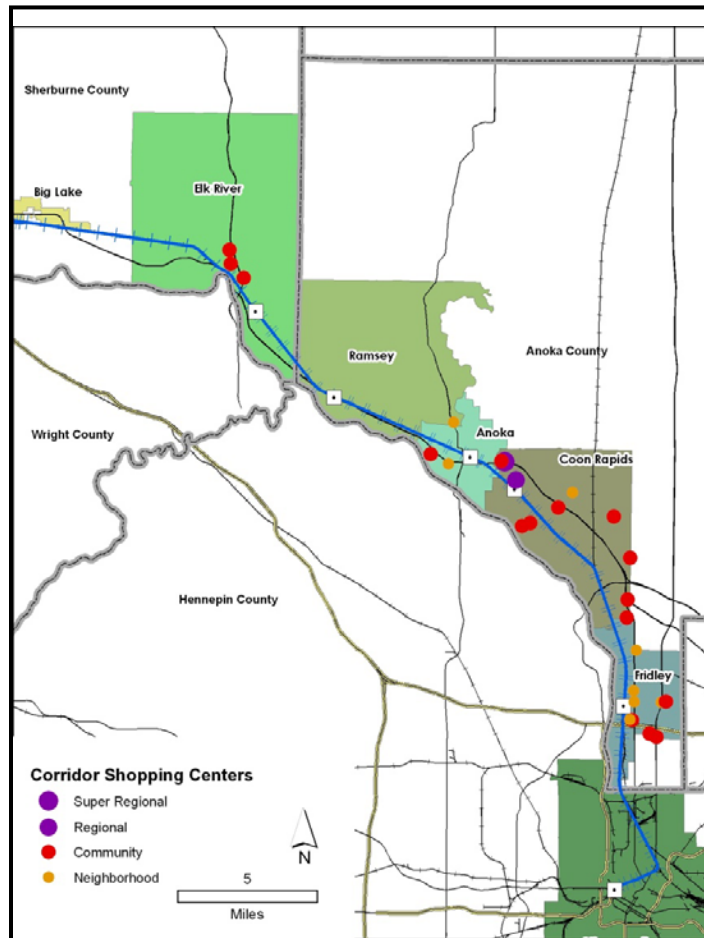 Sherburne County
Elk River
Big Lake
Ramsey
Anoka County
Wright County
Anoka
Coon Rapids
Hennepin County
Fridley
Corridor Shopping Centers
Super Regional
Regional
Community
Neighborhood
N
5
Miles